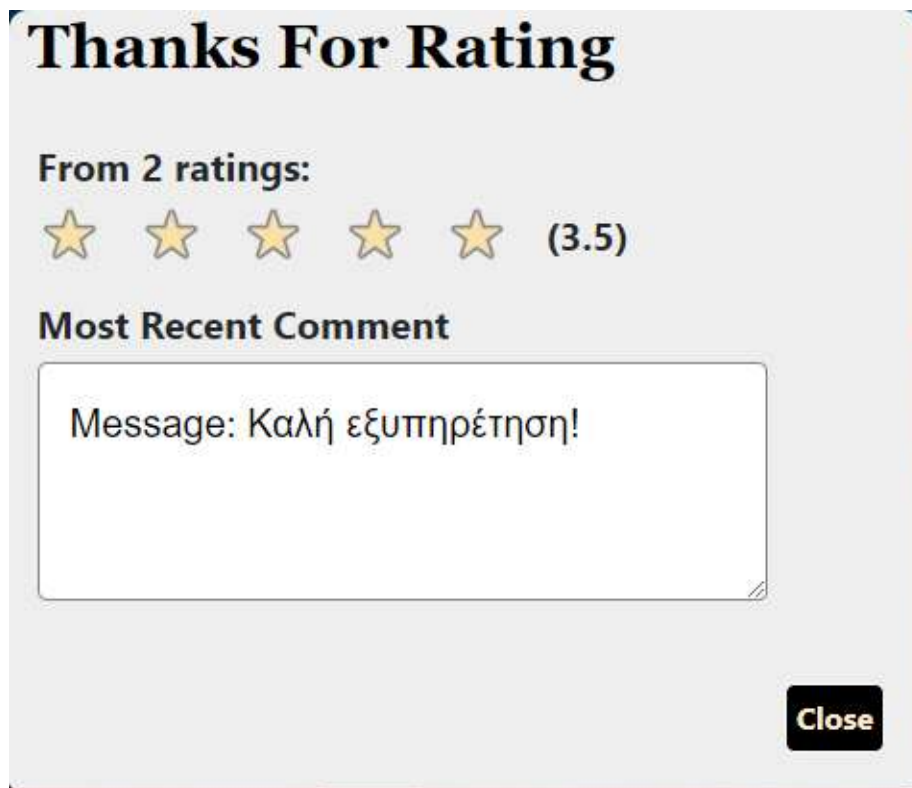 Thanks For Rating
From 2 ratings:
(3.5)
Most Recent Comment
Message: Καλή εξυπηρέτηση!
Close